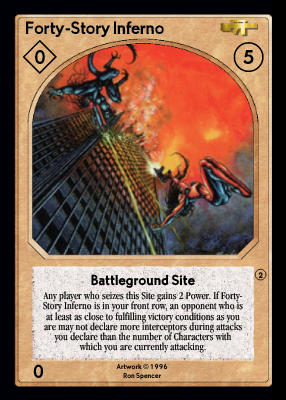 Forty-Story Inferno
0
5
Battleground Site
2
Any player who seizes this Site gains 2 Power. If Forty-
Story Inferno is in your front row, an opponent who is
at least as close to fulfilling victory conditions as you
are may not declare more interceptors during attacks
you declare than the number of Characters with
which you are currently attacking.
0
Artwork © 1996
Ron Spencer